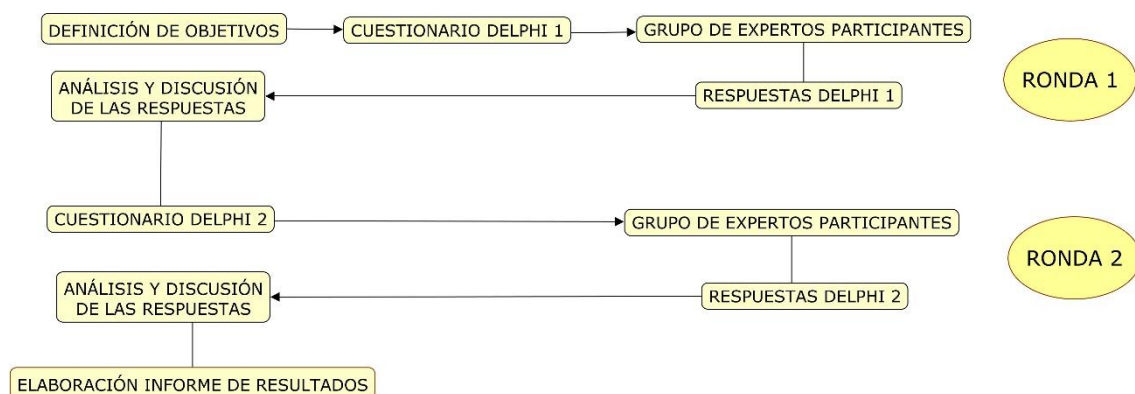 DEFINICIÓN DE OBJETIVOS
CUESTIONARIO DELPHI 1
GRUPO DE EXPERTOS PARTICIPANTES
RONDA 1
ANÁLISIS Y DISCUSIÓN
DE LAS RESPUESTAS
RESPUESTAS DELPHI 1
CUESTIONARIO DELPHI 2
GRUPO DE EXPERTOS PARTICIPANTES
RONDA 2
ANÁLISIS Y DISCUSIÓN
DE LAS RESPUESTAS
RESPUESTAS DELPHI 2
ELABORACIÓN INFORME DE RESULTADOS